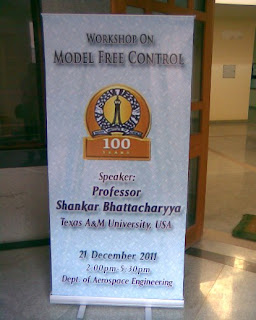 WORKSHOP ON
MODEL FREE CONTROL
100
YEARS
Speaker:
Professor
Shankar Bhattacharyya
Texas A&M University, USA
21 December 2011
2:00pm-5:30pm
Dept. of Aerospace Engineering